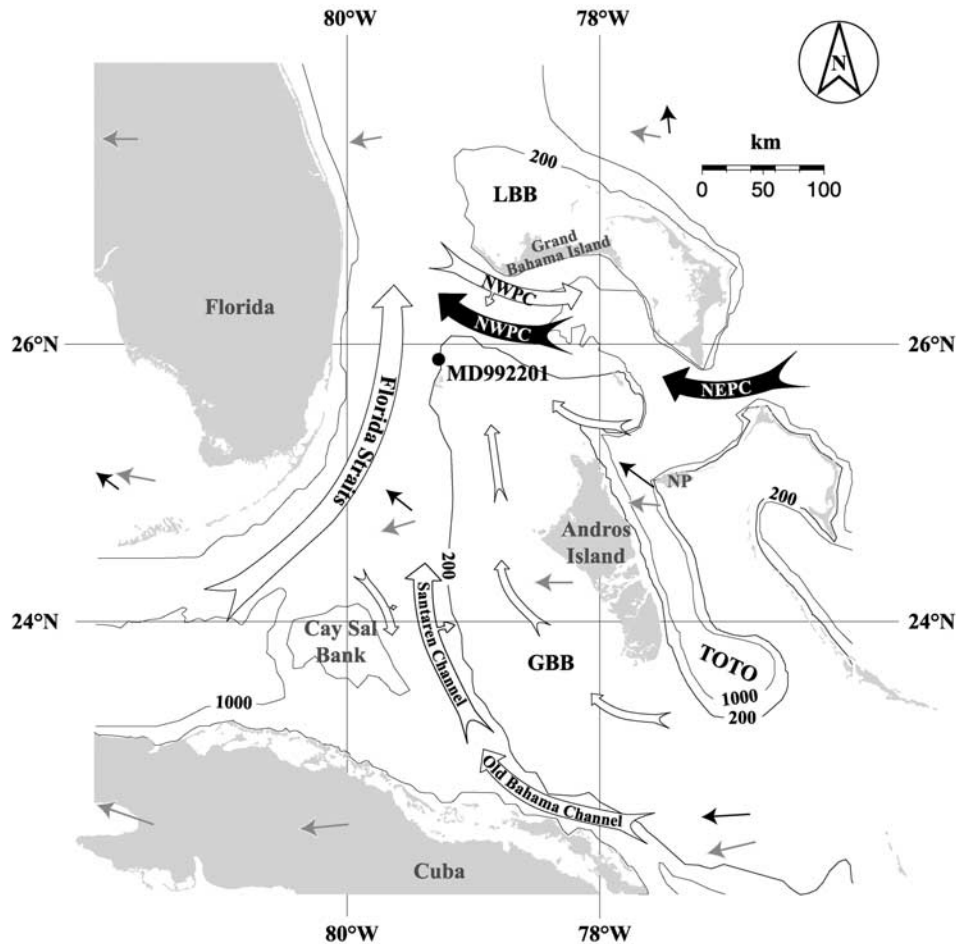 80°W
78°W
N
km
0
50
100
200
LBB
Grand
Bahama Island
Florida
NWPC
NWPC
26°N
26°N
MD992201
NEPC
Florida Straits
NP
200
Andros
Island
200
24°N
24°N
Cay Sal
Bank
Santaren Channel
GBB
TOTO
1000
1000
200
Old Bahama Channel
Cuba
80°W
78°W